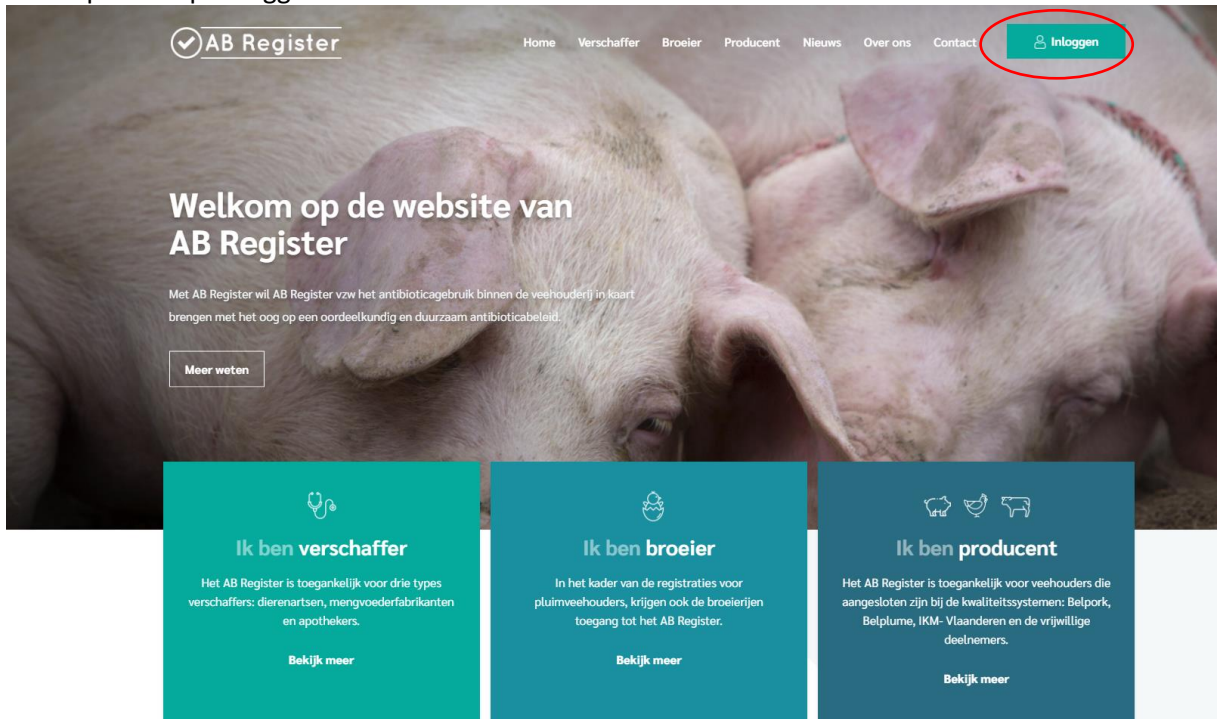 AB Register
Home Verschaffer Broeier Producent Nieuws Over ons Contact Inloggen
Welkom op de website van
AB Register
Met AB Register wil AB Register vzw het antibioticagebruik binnen de veehouderij in kaart
brengen met het oog op een oordeelkundig en duurzaam antibioticabeleid.
Meer weten
Ik ben verschaffer
Het AB Register is toegankelijk voor drie types
verschaffers: dierenartsen, mengvoederfabrikanten
en apothekers.
Bekijk meer
Ik ben broeier
In het kader van de registraties voor
pluimveehouders, krijgen ook de broeierijen
toegang tot het AB Register.
Bekijk meer
Ik ben producent
Het AB Register is toegankelijk voor veehouders die
aangesloten zijn bij de kwaliteitssystemen: Belpork,
Belplume, IKM- Vlaanderen en de vrijwillige
deelnemers.
Bekijk meer